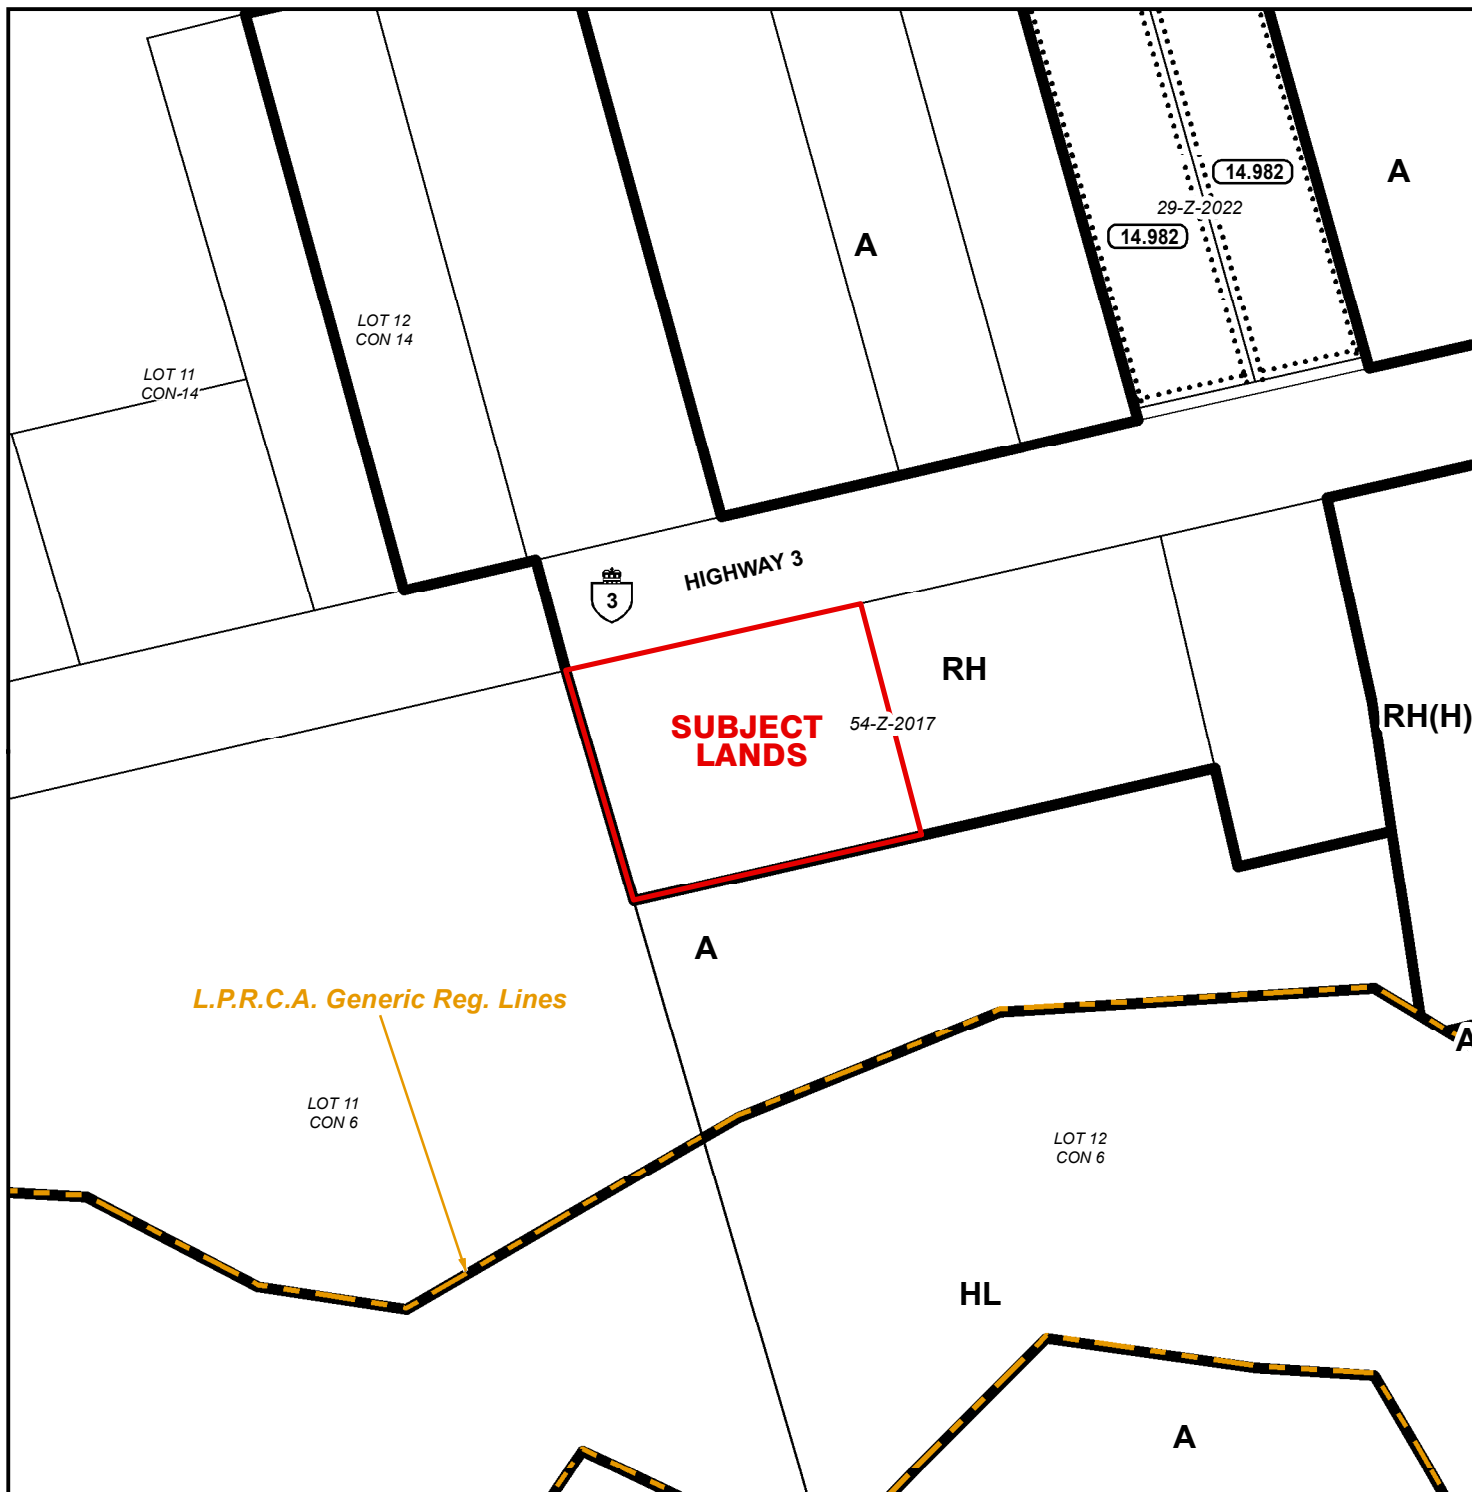 A
14.982
29-Z-2022
14.982
A
LOT 12
CON 14
LOT 11
CON-14
HIGHWAY 3
3
RH
RH(H)
SUBJECT
LANDS
54-Z-2017
A
L.P.R.C.A. Generic Reg. Lines
A
LOT 11
CON 6
LOT 12
CON 6
HL
A